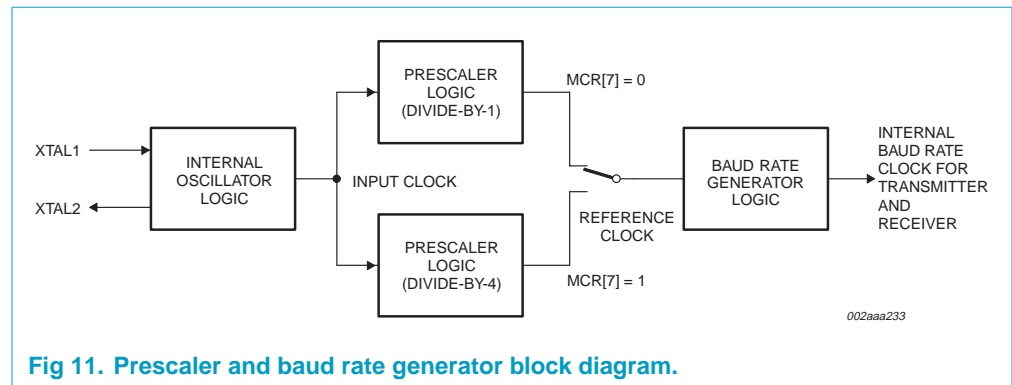 XTAL1
XTAL2
INTERNAL
OSCILLATOR
LOGIC
INPUT CLOCK
PRESCALER
LOGIC
(DIVIDE-BY-1)
PRESCALER
LOGIC
(DIVIDE-BY-4)
MCR[7] = 0
REFERENCE
CLOCK
MCR[7] = 1
BAUD RATE
GENERATOR
LOGIC
INTERNAL
BAUD RATE
CLOCK FOR
TRANSMITTER
AND
RECEIVER
002aaa233
Fig 11. Prescaler and baud rate generator block diagram.